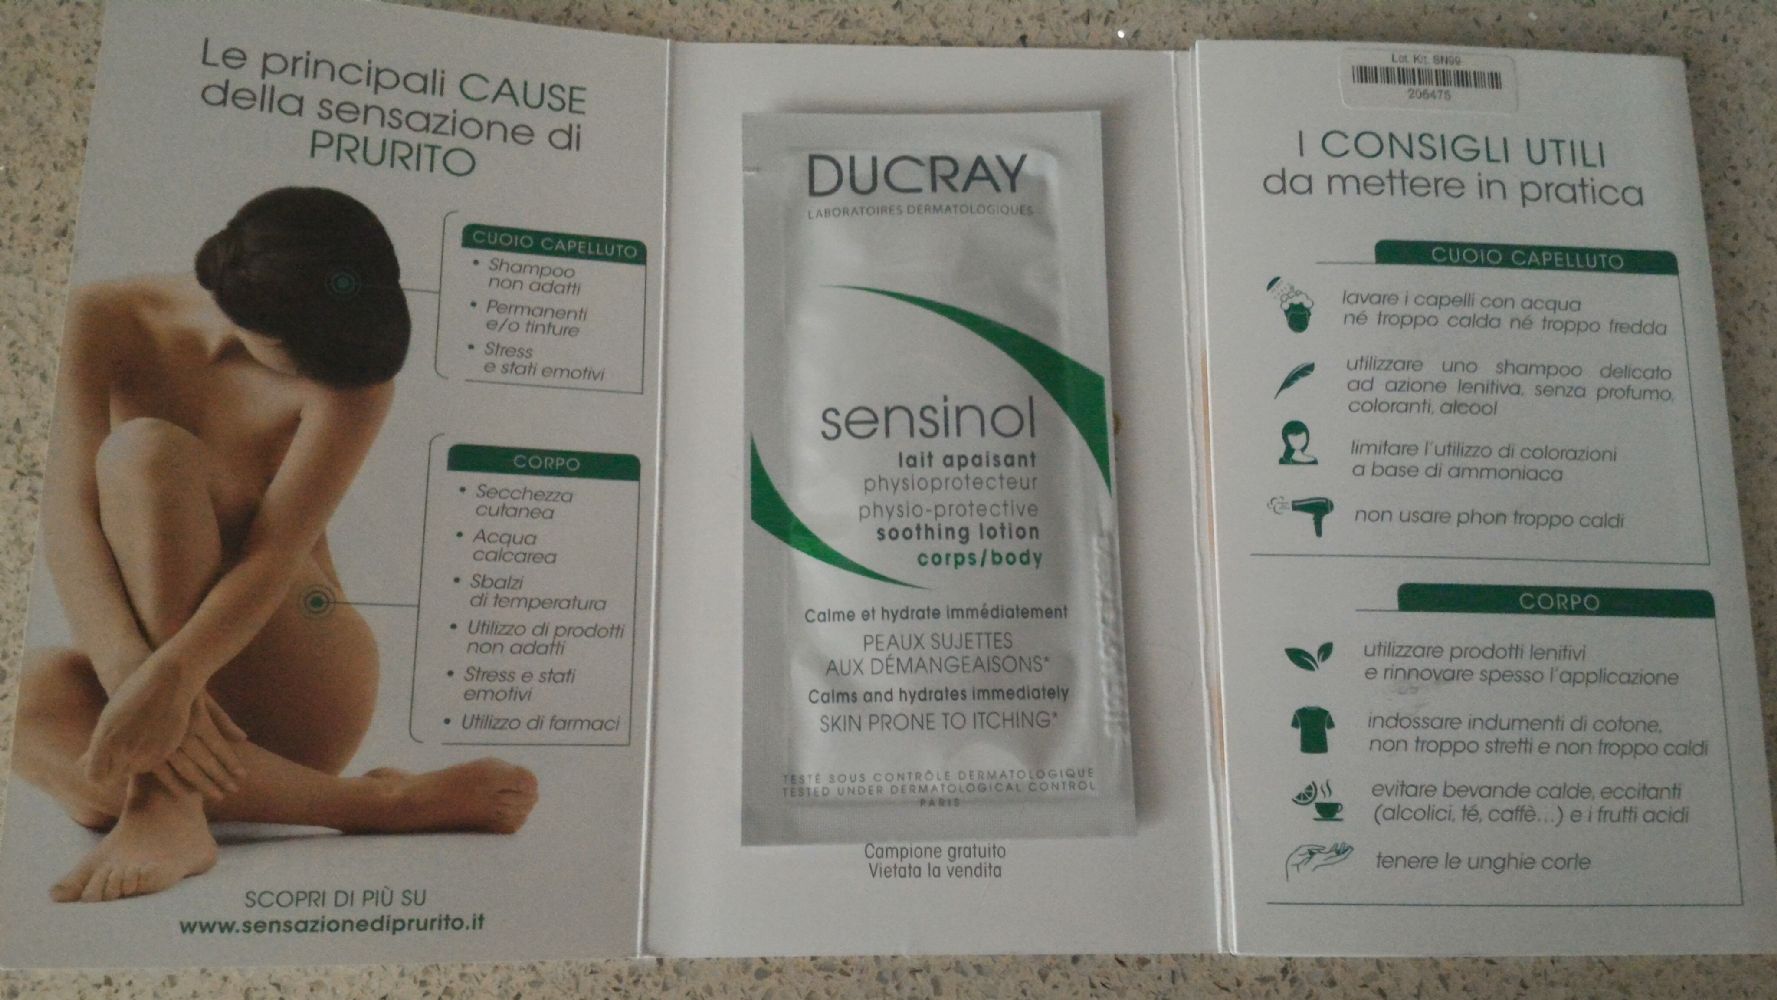 Le principali CAUSE
della sensazione di
PRURITO
CUOIO CAPELLUTO
• Shampoo
non adatti
• Permanenti
e/o tinture
• Stress
e stati emotivi
CORPO
• Secchezza
cutanea
• Acqua
calcarea
• Sbalzi
di temperatura
• Utilizzo di prodotti
non adatti
• Stress e stati
emotivi
• Utilizzo di farmaci
SCOPRI DI PIÙ SU
www.sensazionediprurito.it
DUCRAY
LABORATOIRES DERMATOLOGIQUES
sensinol
lait apaisant
physioprotecteur
physio-protective
soothing lotion
corps/body
Calme et hydrate immédiatement
PEAUX SUJETTES
AUX DÉMANGEAISONS*
Calms and hydrates immediately
SKIN PRONE TO ITCHING*
TESTÉ SOUS CONTRÔLE DERMATOLOGIQUE
TESTED UNDER DERMATOLOGICAL CONTROL
PARIS
Campione gratuito
Vietata la vendita
Lot. Kit. SN99
206475
I CONSIGLI UTILI
da mettere in pratica
CUOIO CAPELLUTO
lavare i capelli con acqua
né troppo calda né troppo fredda
utilizzare uno shampoo delicato
ad azione lenitiva, senza profumo,
coloranti, alcool
limitare l'utilizzo di colorazioni
a base di ammoniaca
non usare phon troppo caldi
CORPO
utilizzare prodotti lenitivi
e rinnovare spesso l'applicazione
indossare indumenti di cotone,
non troppo stretti e non troppo caldi
evitare bevande calde, eccitanti
(alcolici, té, caffè...) e i frutti acidi
tenere le unghie corte